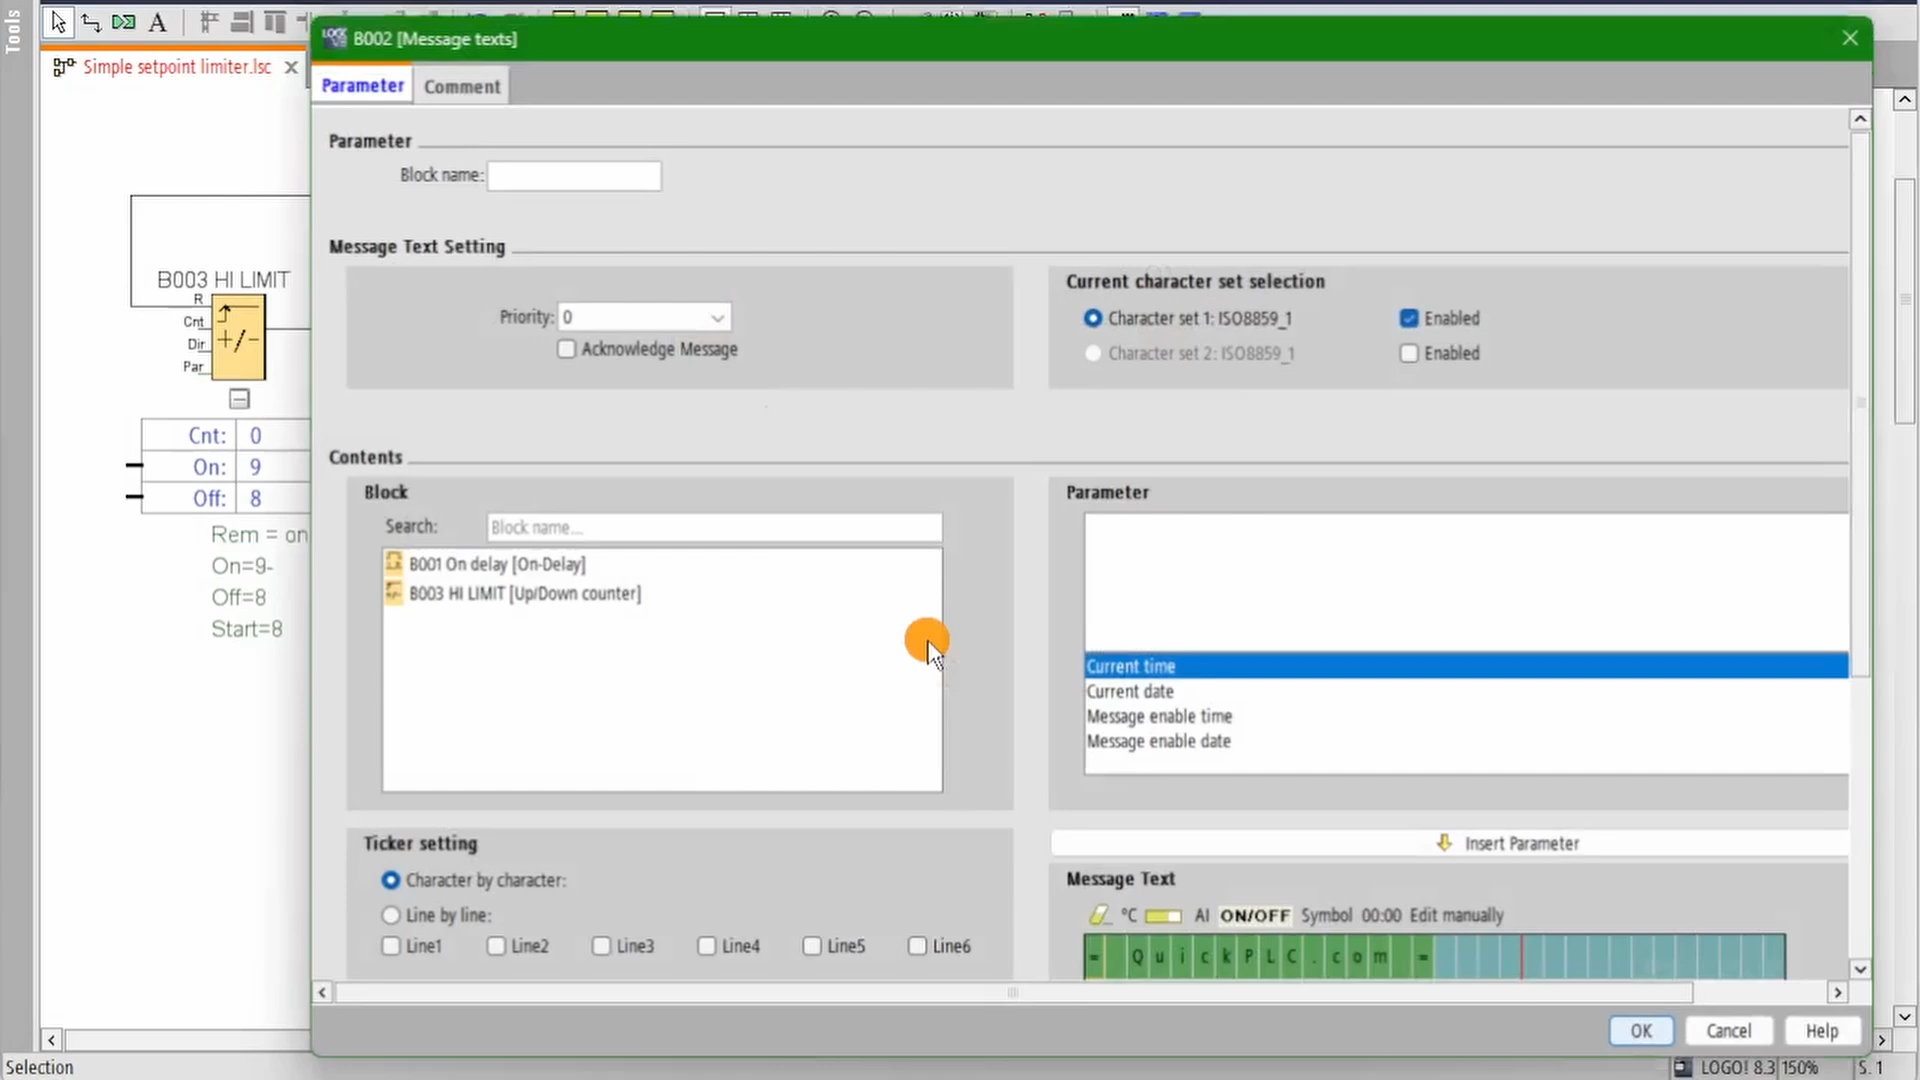 Tools
A
B002 [Message texts]
Simple setpoint limiter.lsc
Parameter
Comment
Parameter
Block name:
Message Text Setting
Priority: 0
Acknowledge Message
Current character set selection
Character set 1: ISO8859_1
Enabled
Character set 2: ISO8859_1
Enabled
B003 HI LIMIT
R
Cnt
Dir
Par
+/-
Cnt: 0
On: 9
Off: 8
Rem = on
On=9-
Off=8
Start=8
Contents
Block
Search: Block name...
B001 On delay [On-Delay]
B003 HI LIMIT [Up/Down counter]
Parameter
Current time
Current date
Message enable time
Message enable date
Ticker setting
Character by character:
Line by line:
Line1 Line2 Line3 Line4 Line5 Line6
Insert Parameter
Message Text
°C AI ON/OFF Symbol 00:00 Edit manually
= QuickPLC.com =
OK Cancel Help
Selection
LOGO! 8.3 150% S. 1